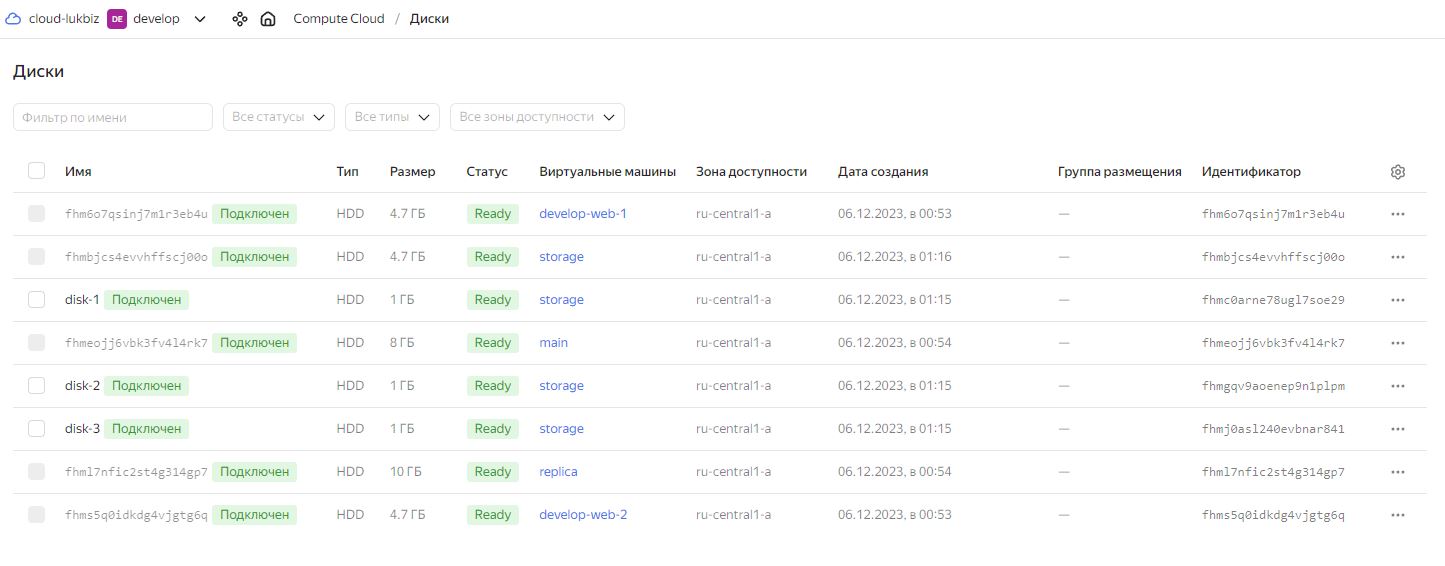 cloud-lukbiz DE develop Compute Cloud / Диски
Диски
Фильтр по имени Все статусы Все типы Все зоны доступности
Имя Тип Размер Статус Виртуальные машины Зона доступности Дата создания Группа размещения Идентификатор
fhm6o7qsinj7m1r3eb4u Подключен HDD 4.7 ГБ Ready develop-web-1 ru-central1-a 06.12.2023, в 00:53 — fhm6o7qsinj7m1r3eb4u
fhmbjcs4evvhffscj00o Подключен HDD 4.7 ГБ Ready storage ru-central1-a 06.12.2023, в 01:16 — fhmbjcs4evvhffscj00o
disk-1 Подключен HDD 1 ГБ Ready storage ru-central1-a 06.12.2023, в 01:15 — fhmc0arne78ugl7soe29
fhmeojj6vbk3fv4l4rk7 Подключен HDD 8 ГБ Ready main ru-central1-a 06.12.2023, в 00:54 — fhmeojj6vbk3fv4l4rk7
disk-2 Подключен HDD 1 ГБ Ready storage ru-central1-a 06.12.2023, в 01:15 — fhmgqv9aoenep9n1plpm
disk-3 Подключен HDD 1 ГБ Ready storage ru-central1-a 06.12.2023, в 01:15 — fhmj0asl240evbnar841
fhml7nfic2st4g314gp7 Подключен HDD 10 ГБ Ready replica ru-central1-a 06.12.2023, в 00:54 — fhml7nfic2st4g314gp7
fhms5q0idkdg4vjgtg6q Подключен HDD 4.7 ГБ Ready develop-web-2 ru-central1-a 06.12.2023, в 00:53 — fhms5q0idkdg4vjgtg6q